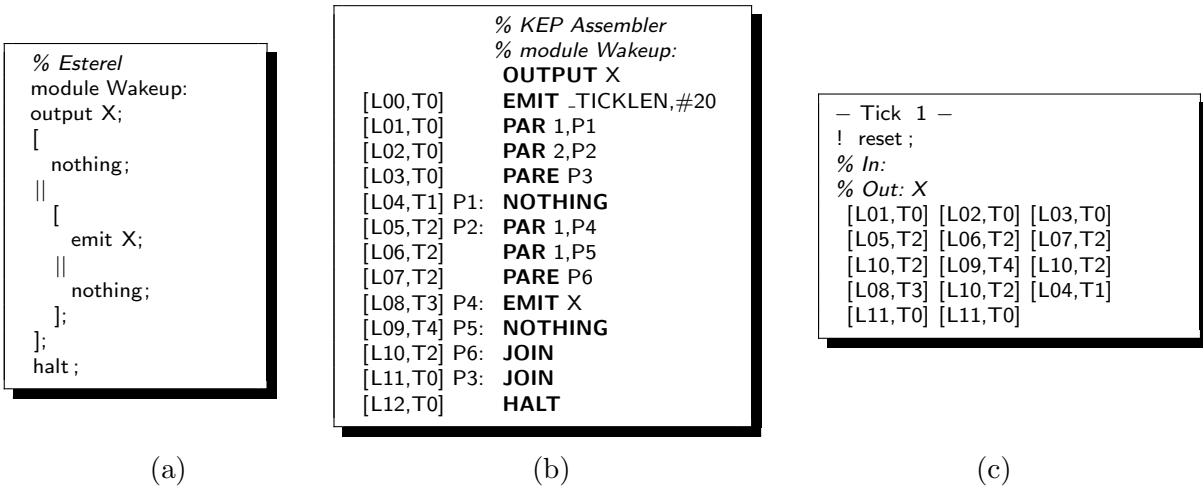 % Esterel
module Wakeup:
output X;
[
nothing;
||
[
emit X;
||
nothing;
];
];
halt ;
(a)
% KEP Assembler
% module Wakeup:
OUTPUT X
[L00,T0] EMIT _TICKLEN,#20
[L01,T0] PAR 1,P1
[L02,T0] PAR 2,P2
[L03,T0] PARE P3
[L04,T1] P1: NOTHING
[L05,T2] P2: PAR 1,P4
[L06,T2] PAR 1,P5
[L07,T2] PARE P6
[L08,T3] P4: EMIT X
[L09,T4] P5: NOTHING
[L10,T2] P6: JOIN
[L11,T0] P3: JOIN
[L12,T0] HALT
(b)
– Tick 1 –
! reset ;
% In:
% Out: X
[L01,T0] [L02,T0] [L03,T0]
[L05,T2] [L06,T2] [L07,T2]
[L10,T2] [L09,T4] [L10,T2]
[L08,T3] [L10,T2] [L04,T1]
[L11,T0] [L11,T0]
(c)